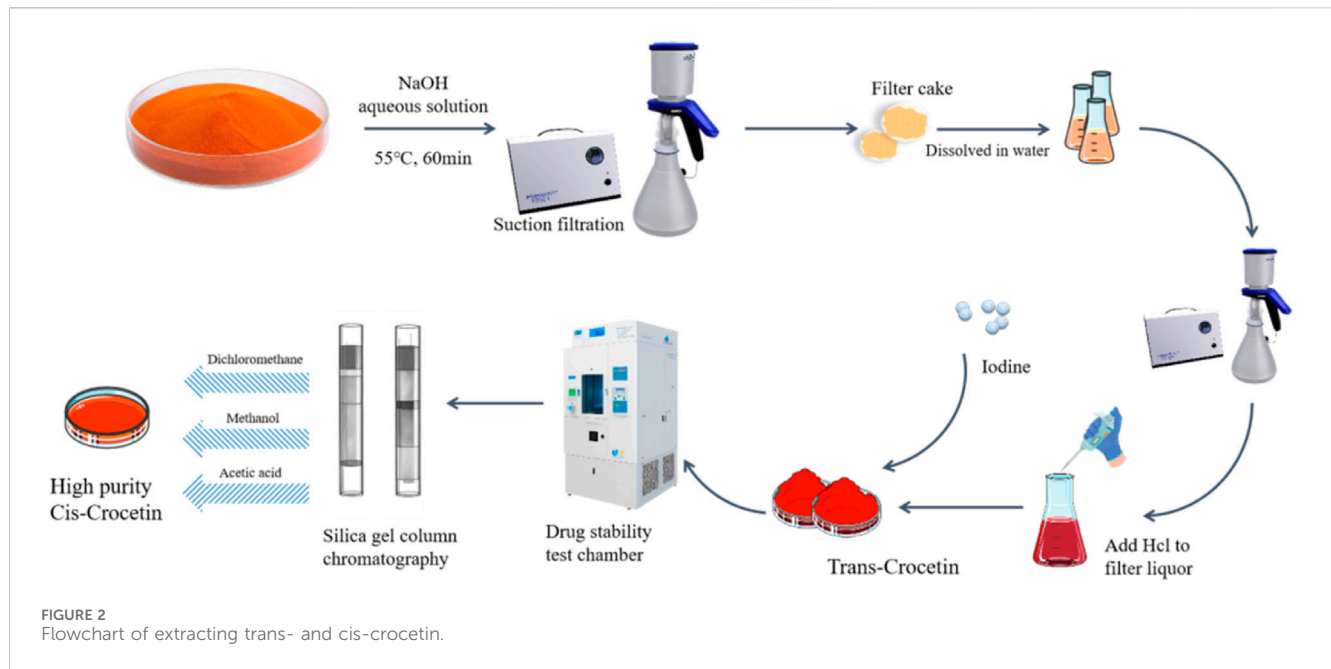 NaOH
aqueous solution
55℃, 60min
Suction filtration
Filter cake
Dissolved in water
Iodine
Add Hcl to
filter liquor
Trans-Crocetin
Drug stability
test chamber
Silica gel column
chromatography
Dichloromethane
Methanol
Acetic acid
High purity
Cis-Crocetin
FIGURE 2
Flowchart of extracting trans- and cis-crocetin.